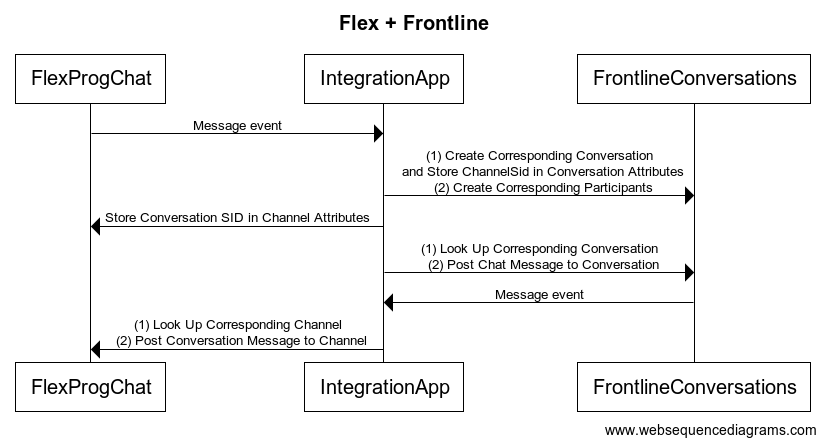 Flex + Frontline
FlexProgChat
IntegrationApp
FrontlineConversations
Message event
(1) Create Corresponding Conversation
and Store ChannelSid in Conversation Attributes
(2) Create Corresponding Participants
Store Conversation SID in Channel Attributes
(1) Look Up Corresponding Conversation
(2) Post Chat Message to Conversation
Message event
(1) Look Up Corresponding Channel
(2) Post Conversation Message to Channel
FlexProgChat
IntegrationApp
FrontlineConversations
www.websequencediagrams.com